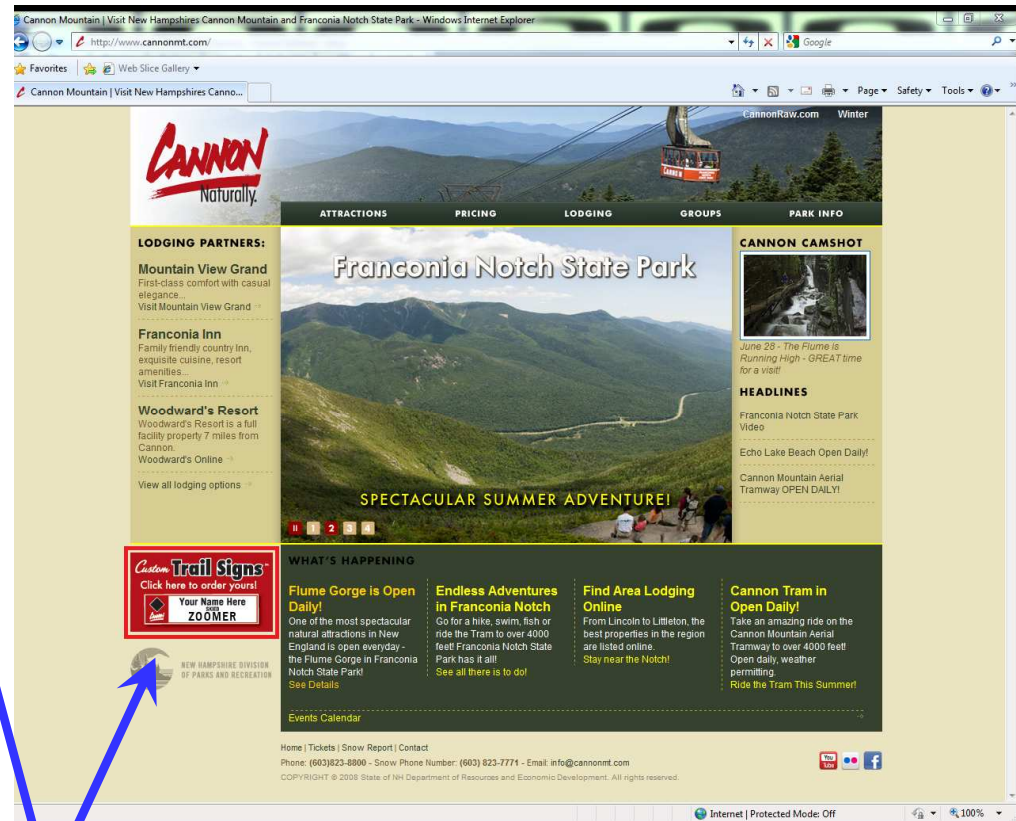 Cannon Mountain | Visit New Hampshires Cannon Mountain and Franconia Notch State Park - Windows Internet Explorer
http://www.cannonmt.com/
Google
Favorites
Web Slice Gallery
Cannon Mountain | Visit New Hampshires Canno...
Page
Safety
Tools
CannonRaw.com Winter
CANNON
Naturally.
CANNON
ATTRACTIONS PRICING LODGING GROUPS PARK INFO
LODGING PARTNERS:
Mountain View Grand
First-class comfort with casual
elegance...
Visit Mountain View Grand
Franconia Inn
Family friendly country Inn,
exquisite cuisine, resort
amenities...
Visit Franconia Inn
Woodward's Resort
Woodward's Resort is a full
facility property 7 miles from
Cannon.
Woodward's Online
View all lodging options
Franconia Notch State Park
SPECTACULAR SUMMER ADVENTURE!
1 2 3 4
CANNON CAMSHOT
June 28 - The Flume is
Running High - GREAT time
for a visit!
HEADLINES
Franconia Notch State Park
Video
Echo Lake Beach Open Daily!
Cannon Mountain Aerial
Tramway OPEN DAILY!
Custom Trail Signs
Click here to order yours!
Your Name Here
ZOOMER
NEW HAMPSHIRE DIVISION
OF PARKS AND RECREATION
WHAT'S HAPPENING
Flume Gorge is Open
Daily!
One of the most spectacular
natural attractions in New
England is open everyday -
the Flume Gorge in Franconia
Notch State Park!
See Details
Endless Adventures
in Franconia Notch
Go for a hike, swim, fish or
ride the Tram to over 4000
feet! Franconia Notch State
Park has it all!
See all there is to do!
Find Area Lodging
Online
From Lincoln to Littleton, the
best properties in the region
are listed online.
Stay near the Notch!
Cannon Tram in
Open Daily!
Take an amazing ride on the
Cannon Mountain Aerial
Tramway to over 4000 feet!
Open daily, weather
permitting.
Ride the Tram This Summer!
Events Calendar
Home | Tickets | Snow Report | Contact
Phone: (603)823-8800 - Snow Phone Number: (603) 823-7771 - Email: info@cannonmt.com
COPYRIGHT © 2008 State of NH Department of Resources and Economic Development. All rights reserved.
You
Tube
f
Internet | Protected Mode: Off
100%